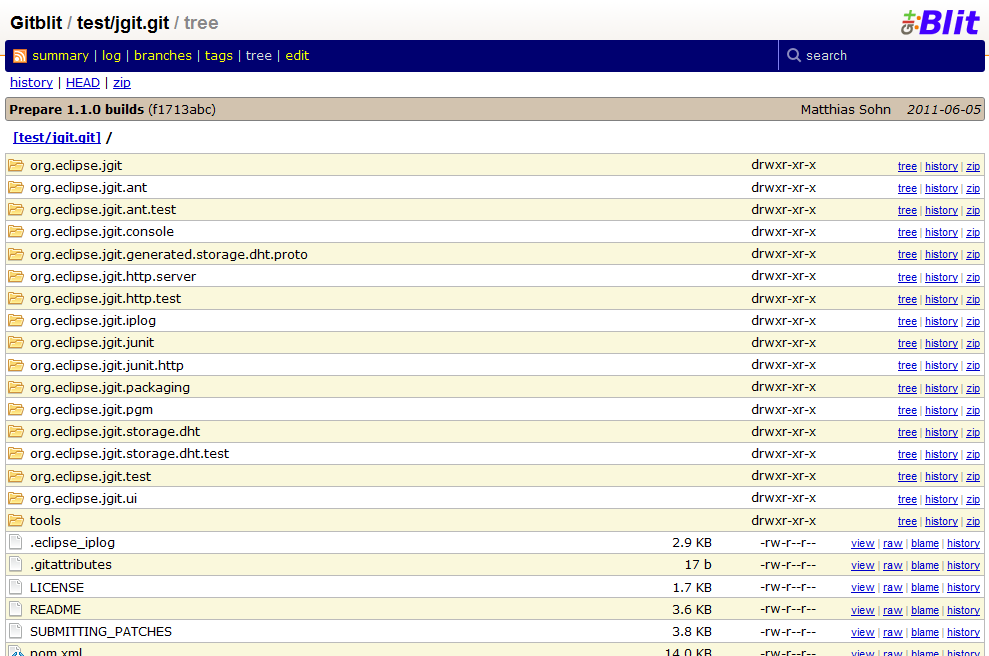 Gitblit / test/jgit.git / tree
Git:Blit
summary | log | branches | tags | tree | edit search
history | HEAD | zip
Prepare 1.1.0 builds (f1713abc) Matthias Sohn 2011-06-05
[test/jgit.git] /
org.eclipse.jgit drwxr-xr-x tree | history | zip
org.eclipse.jgit.ant drwxr-xr-x tree | history | zip
org.eclipse.jgit.ant.test drwxr-xr-x tree | history | zip
org.eclipse.jgit.console drwxr-xr-x tree | history | zip
org.eclipse.jgit.generated.storage.dht.proto drwxr-xr-x tree | history | zip
org.eclipse.jgit.http.server drwxr-xr-x tree | history | zip
org.eclipse.jgit.http.test drwxr-xr-x tree | history | zip
org.eclipse.jgit.iplog drwxr-xr-x tree | history | zip
org.eclipse.jgit.junit drwxr-xr-x tree | history | zip
org.eclipse.jgit.junit.http drwxr-xr-x tree | history | zip
org.eclipse.jgit.packaging drwxr-xr-x tree | history | zip
org.eclipse.jgit.pgm drwxr-xr-x tree | history | zip
org.eclipse.jgit.storage.dht drwxr-xr-x tree | history | zip
org.eclipse.jgit.storage.dht.test drwxr-xr-x tree | history | zip
org.eclipse.jgit.test drwxr-xr-x tree | history | zip
org.eclipse.jgit.ui drwxr-xr-x tree | history | zip
tools drwxr-xr-x tree | history | zip
.eclipse_iplog 2.9 KB -rw-r--r-- view | raw | blame | history
.gitattributes 17 b -rw-r--r-- view | raw | blame | history
LICENSE 1.7 KB -rw-r--r-- view | raw | blame | history
README 3.6 KB -rw-r--r-- view | raw | blame | history
SUBMITTING_PATCHES 3.8 KB -rw-r--r-- view | raw | blame | history
pom.xml 14.0 KB -rw-r--r-- view | raw | blame | history